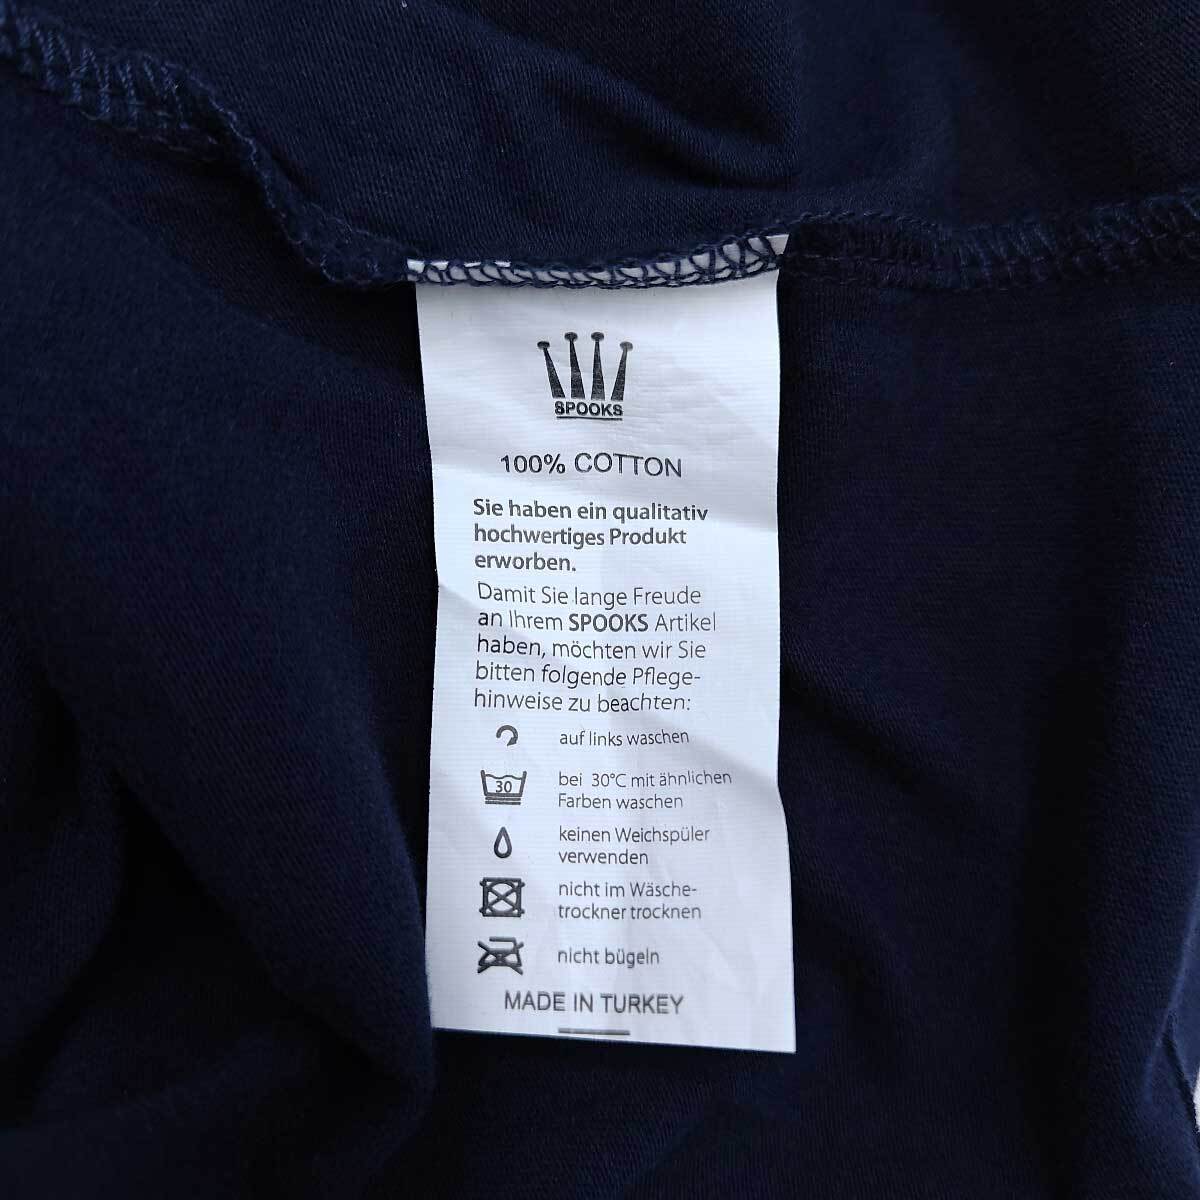 SPOOKS
100% COTTON
Sie haben ein qualitativ
hochwertiges Produkt
erworben.
Damit Sie lange Freude
an Ihrem SPOOKS Artikel
haben, möchten wir Sie
bitten folgende Pflege-
hinweise zu beachten:
auf links waschen
30
bei 30°C mit ähnlichen
Farben waschen
keinen Weichspüler
verwenden
nicht im Wäsche-
trockner trocknen
nicht bügeln
MADE IN TURKEY